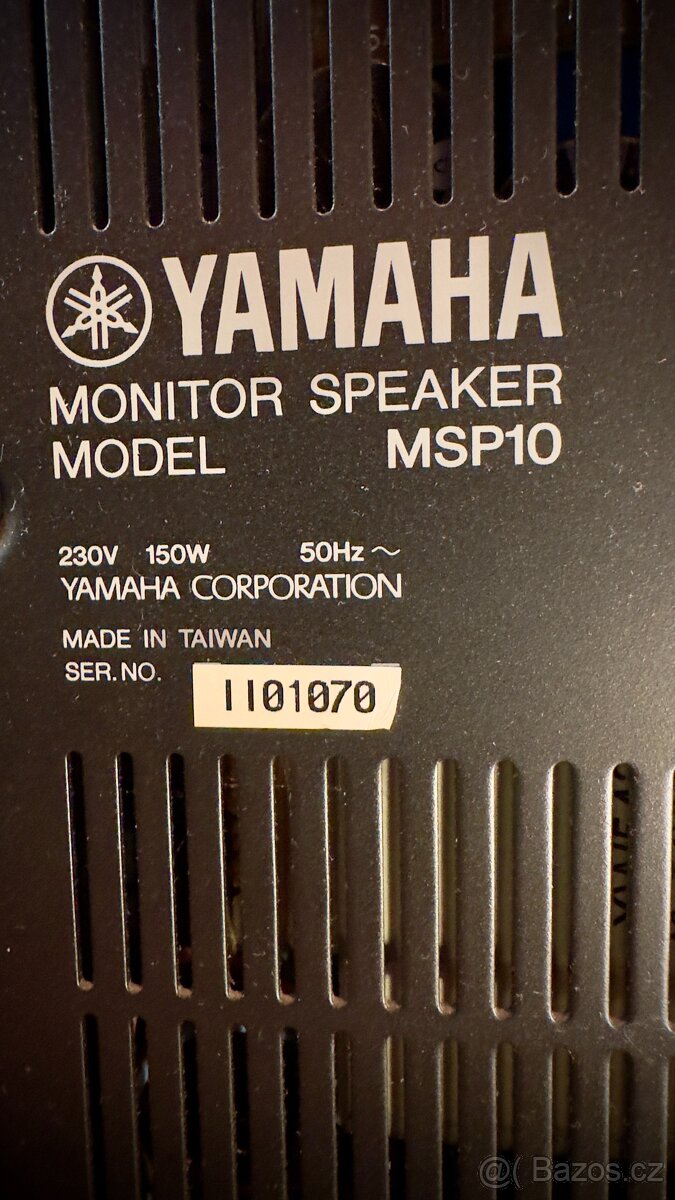 YAMAHA
MONITOR SPEAKER
MODEL MSP10
230V 150W 50Hz ~
YAMAHA CORPORATION
MADE IN TAIWAN
SER.NO. II01070
@( Bazos.cz